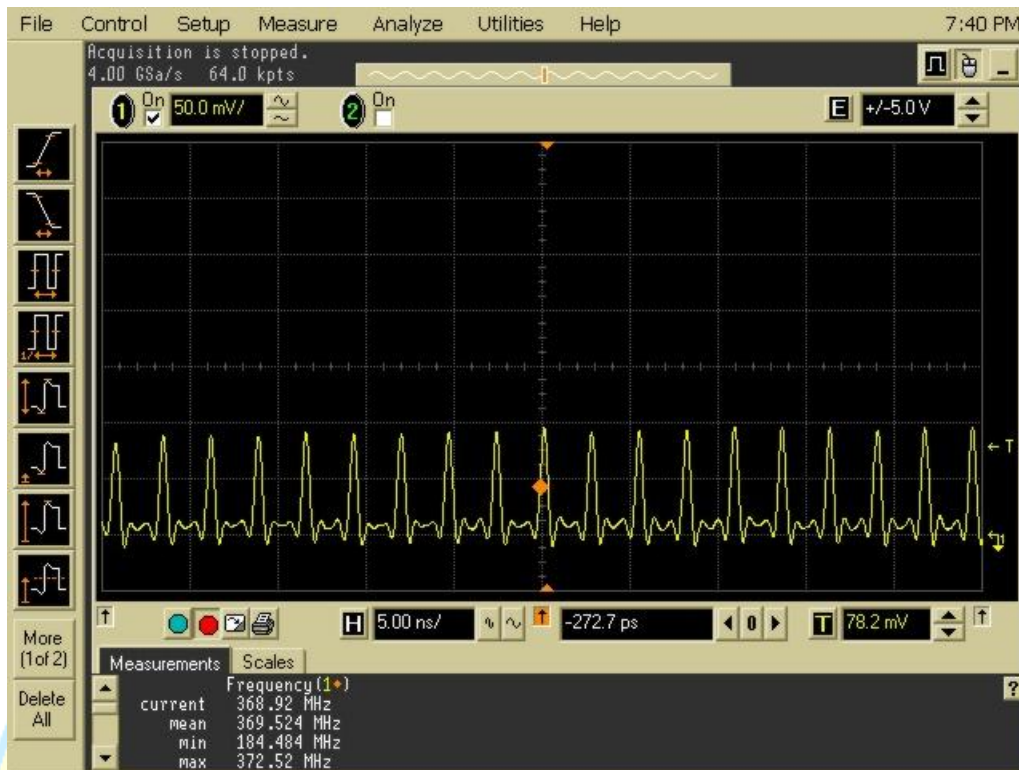 File Control Setup Measure Analyze Utilities Help 7:40 PM
Acquisition is stopped.
4.00 GSa/s 64.0 kpts
1 On 50.0 mV/ 2 On E +/-5.0 V
T
1
H 5.00 ns/ -272.7 ps 0 T 78.2 mV
More
(1 of 2)
Delete
All
Measurements Scales
Frequency(1)
current 368.92 MHz
mean 369.524 MHz
min 184.484 MHz
max 372.52 MHz
?